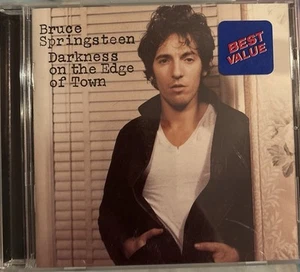 Bruce
Springsteen
Darkness
on the Edge
of Town
BEST
VALUE